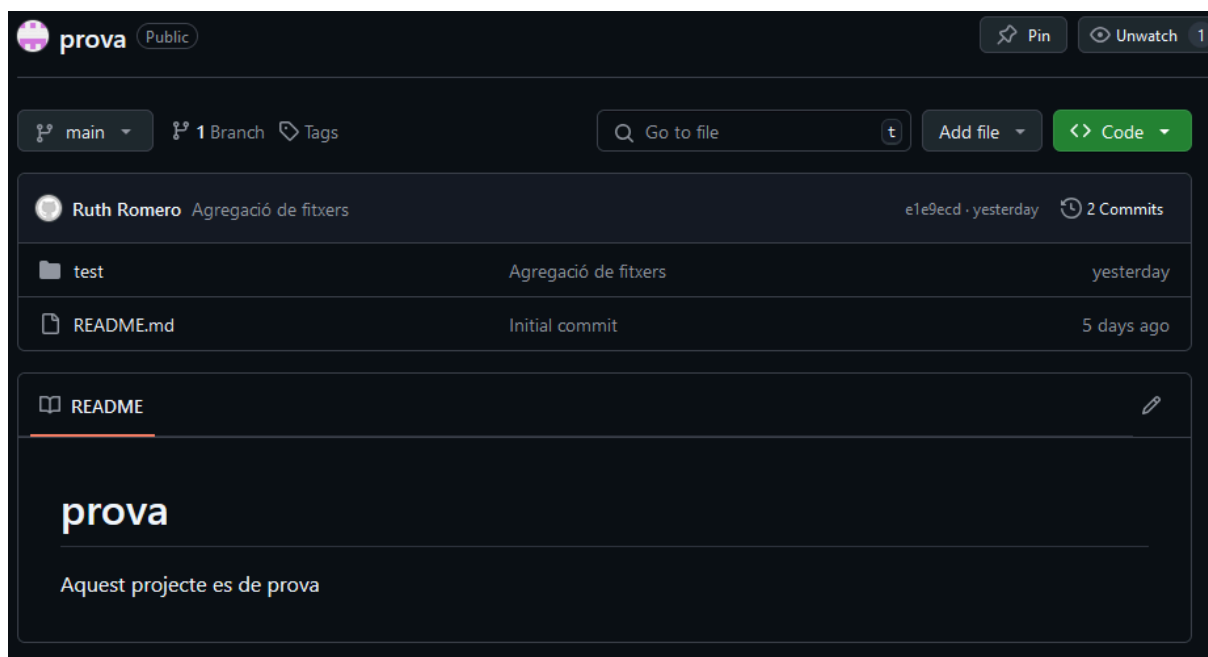 prova Public Pin Unwatch 1
main 1 Branch Tags Go to file t Add file Code
Ruth Romero Agregació de fitxers e1e9ecd · yesterday 2 Commits
test Agregació de fitxers yesterday
README.md Initial commit 5 days ago
README
prova
Aquest projecte es de prova